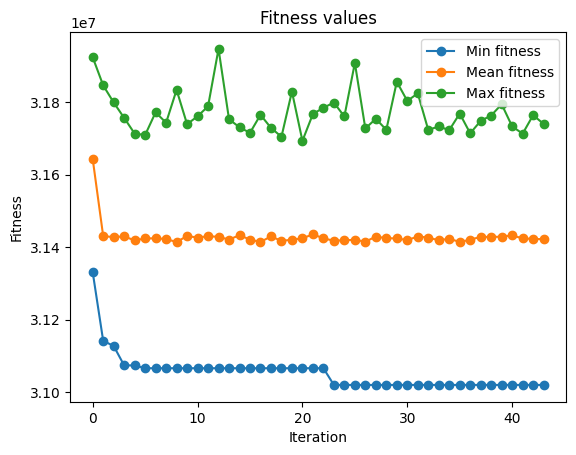 Fitness values
1e7
Min fitness
Mean fitness
Max fitness
3.18
3.16
3.14
3.12
3.10
Fitness
0 10 20 30 40
Iteration